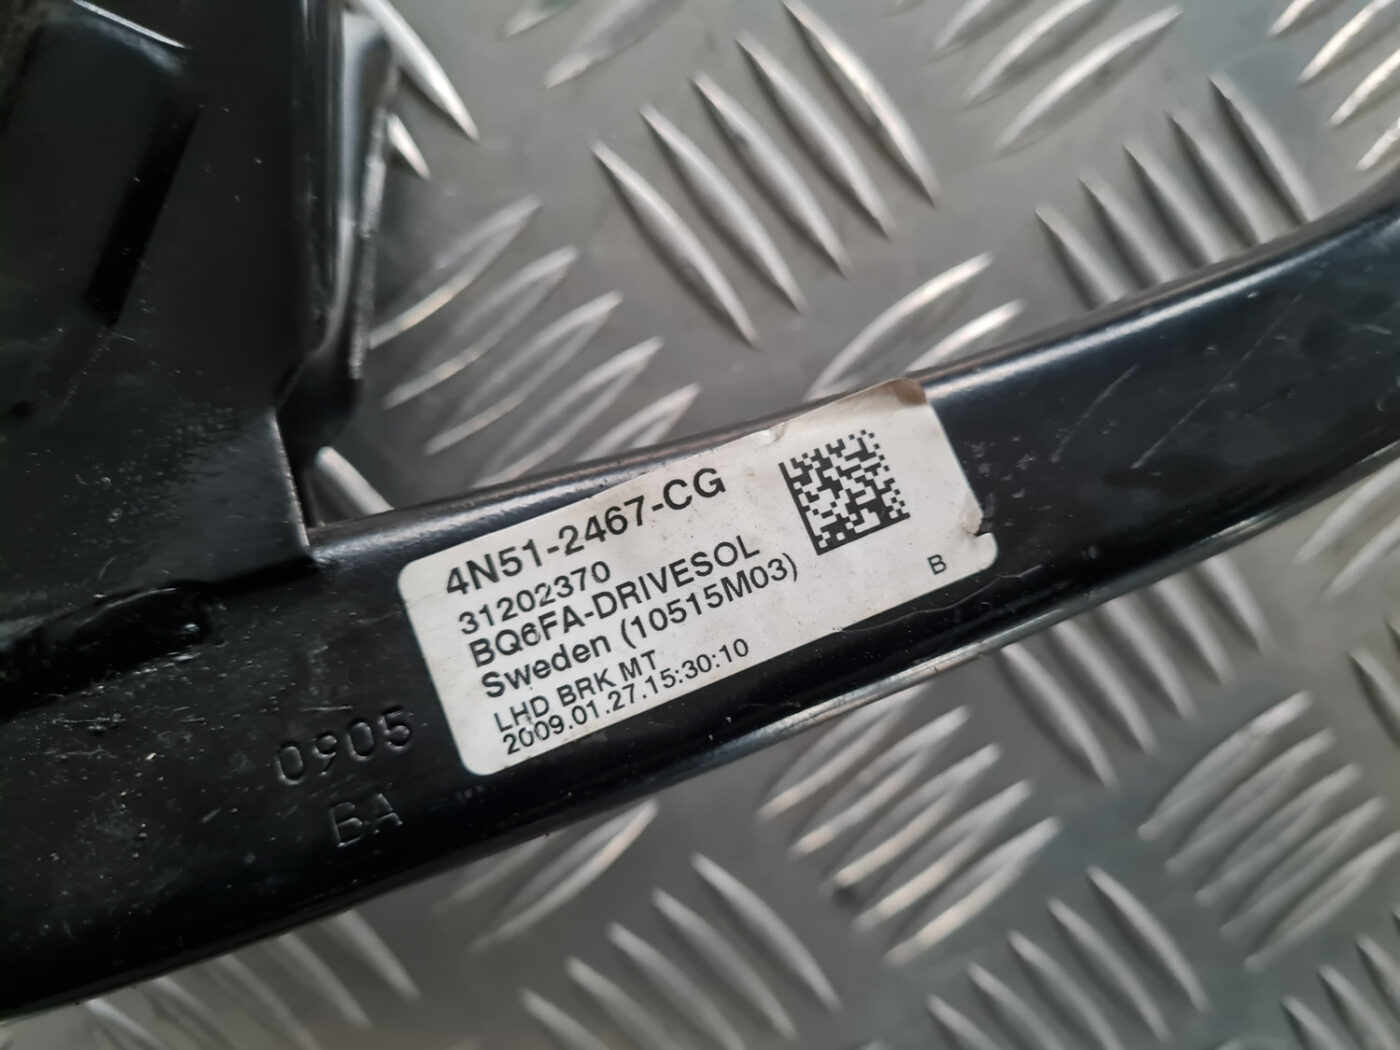 4N51-2467-CG
31202370
BQ6FA-DRIVESOL
Sweden (10515M03)
LHD BRK MT
2009.01.27.15:30:10
B
0905
BA